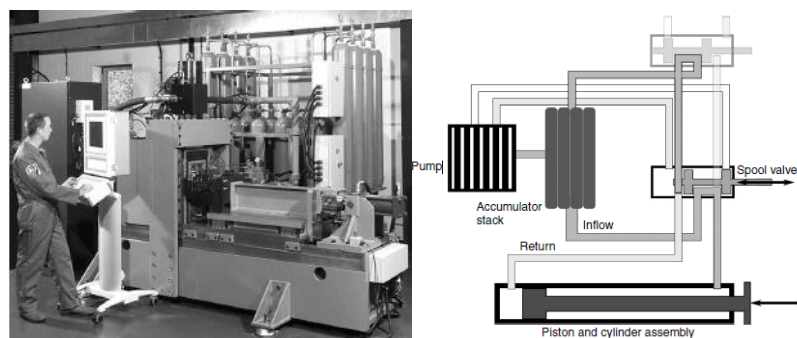 Pump
Spool valve
Accumulator
stack
Inflow
Return
Piston and cylinder assembly